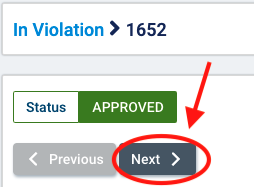 In Violation > 1652
Status APPROVED
< Previous Next >